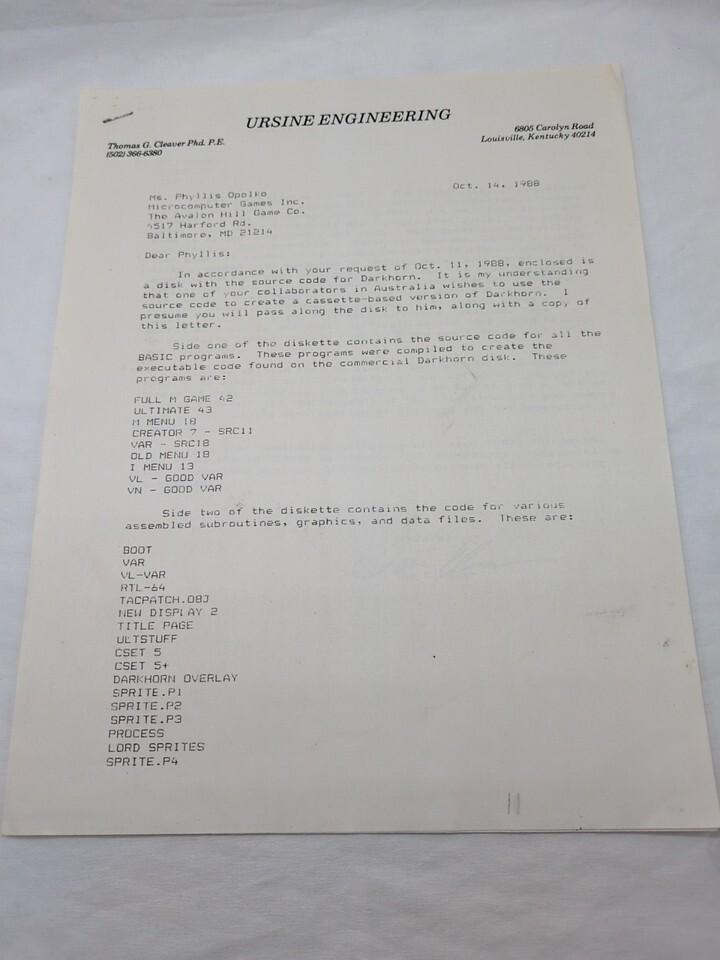 URSINE ENGINEERING
Thomas G. Cleaver Phd. P.E.
(502) 366-6380
6805 Carolyn Road
Louisville, Kentucky 40214
Oct. 14, 1988
Ms. Phyllis Opolko
Microcomputer Games Inc.
The Avalon Hill Game Co.
4517 Harford Rd.
Baltimore, MD 21214
Dear Phyllis:
In accordance with your request of Oct. 11, 1988, enclosed is
a disk with the source code for Darkhorn. It is my understanding
that one of your collaborators in Australia wishes to use the
source code to create a cassette-based version of Darkhorn. I
presume you will pass along the disk to him, along with a copy of
this letter.
Side one of the diskette contains the source code for all the
BASIC programs. These programs were compiled to create the
executable code found on the commercial Darkhorn disk. These
programs are:
FULL M GAME 42
ULTIMATE 43
M MENU 18
CREATOR 7 - SRC11
VAR - SRC18
OLD MENU 18
I MENU 13
VL - GOOD VAR
VN - GOOD VAR
Side two of the diskette contains the code for various
assembled subroutines, graphics, and data files. These are:
BOOT
VAR
VL-VAR
RTL-64
TACPATCH.OBJ
NEW DISPLAY 2
TITLE PAGE
ULTSTUFF
CSET 5
CSET 5+
DARKHORN OVERLAY
SPRITE.P1
SPRITE.P2
SPRITE.P3
PROCESS
LORD SPRITES
SPRITE.P4